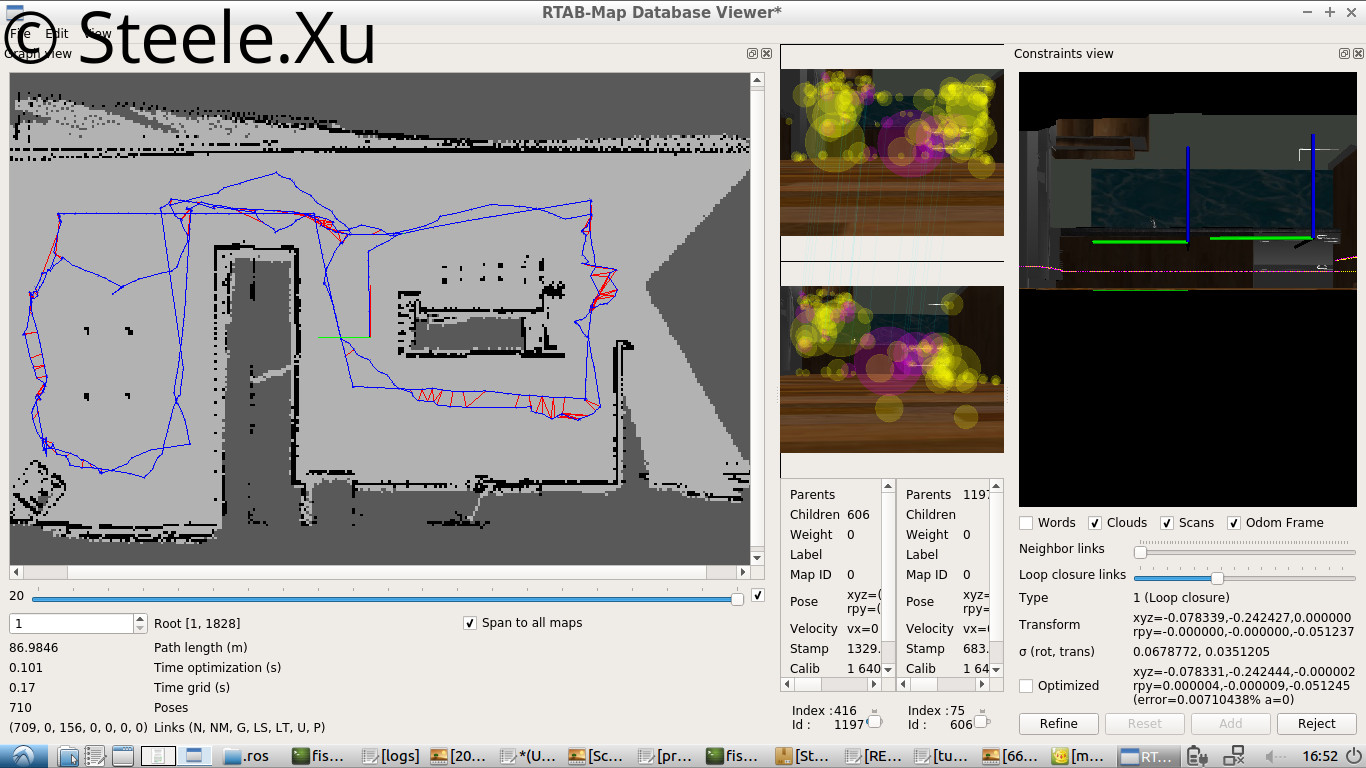 RTAB-Map Database Viewer*
© Steele.Xu
File Edit View
Graph view
Constraints view
20
1
Root [1, 1828]
Span to all maps
86.9846 Path length (m)
0.101 Time optimization (s)
0.17 Time grid (s)
710 Poses
(709, 0, 156, 0, 0, 0, 0) Links (N, NM, G, LS, LT, U, P)
Parents
Children 606
Weight 0
Label
Map ID 0
Pose xyz=(
rpy=(
Velocity vx=0
Stamp 1329.
Calib 1 640
Index : 416
Id : 1197
Parents 1197
Children
Weight 0
Label
Map ID 0
Pose xyz=
rpy=
Velocity vx=
Stamp 683.
Calib 1 64
Index : 75
Id : 606
Words Clouds Scans Odom Frame
Neighbor links
Loop closure links
Type 1 (Loop closure)
Transform xyz=-0.078339,-0.242427,0.000000
rpy=-0.000000,-0.000000,-0.051237
σ (rot, trans) 0.0678772, 0.0351205
Optimized xyz=-0.078331,-0.242444,-0.000002
rpy=0.000004,-0.000009,-0.051245
(error=0.00710438% a=0)
Refine Reset Add Reject
.ros fis... [logs] [20... *(U... [Sc... [pr... fis... [St... [RE... [tu... [66... [m... RT... 16:52